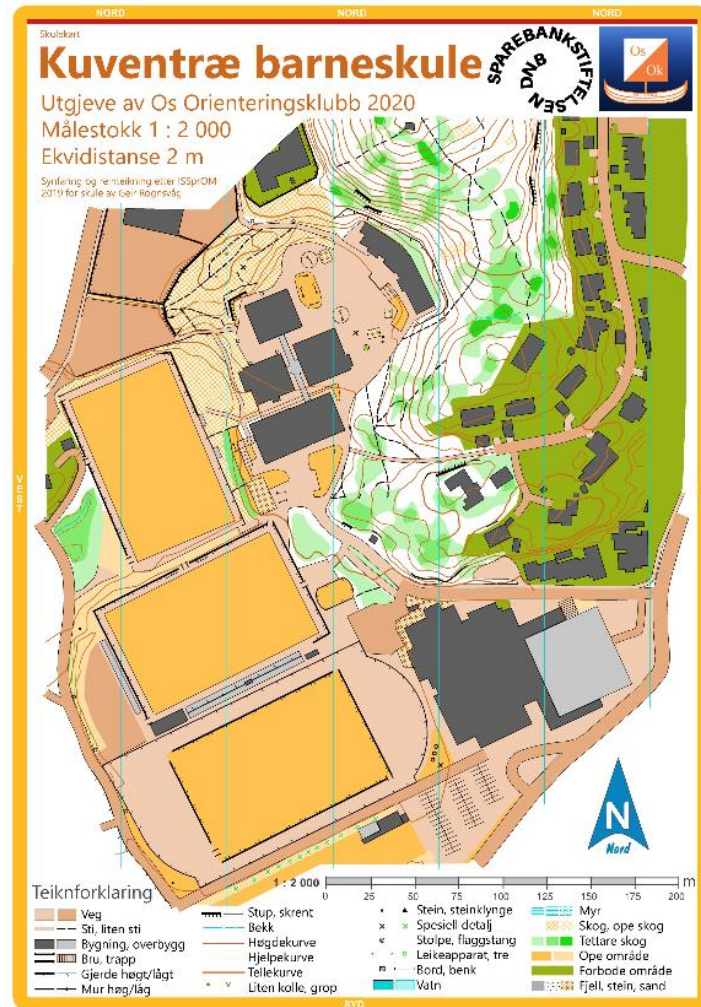 NORD NORD NORD
Skulekart
Kuventræ barneskule
SPAREBANKSTIFTELSEN DNB
Os
Ok
Utgjeve av Os Orienteringsklubb 2020
Målestokk 1 : 2 000
Ekvidistanse 2 m
Synfaring og reinteikning etter ISSprOM
2019 for skule av Geir Rognsvåg
VEST
N
Nord
Teiknforklaring
1 : 2 000
0 25 50 75 100 125 150 175 200 m
Veg
Sti, liten sti
Bygning, overbygg
Bru, trapp
Gjerde høgt/lågt
Mur høg/låg
Stup, skrent
Bekk
Høgdekurve
Hjelpekurve
Tellekurve
Liten kolle, grop
Stein, steinklynge
Spesiell detalj
Stolpe, flaggstang
Leikeapparat, tre
Bord, benk
Vatn
Myr
Skog, ope skog
Tettare skog
Ope område
Forbode område
Fjell, stein, sand
SYD